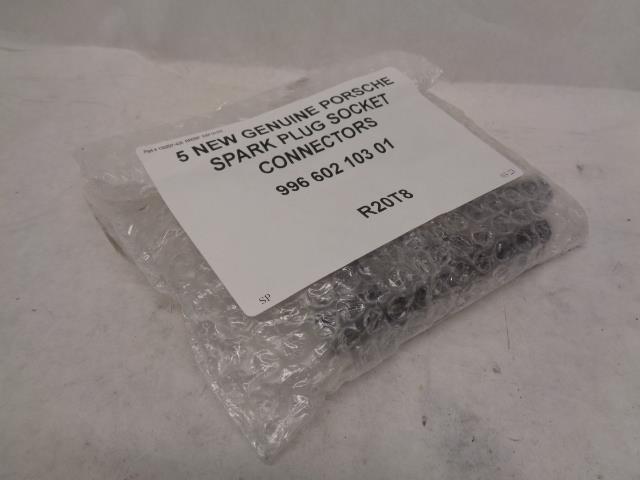 5 NEW GENUINE PORSCHE
SPARK PLUG SOCKET
CONNECTORS
996 602 103 01
R20T8
SP